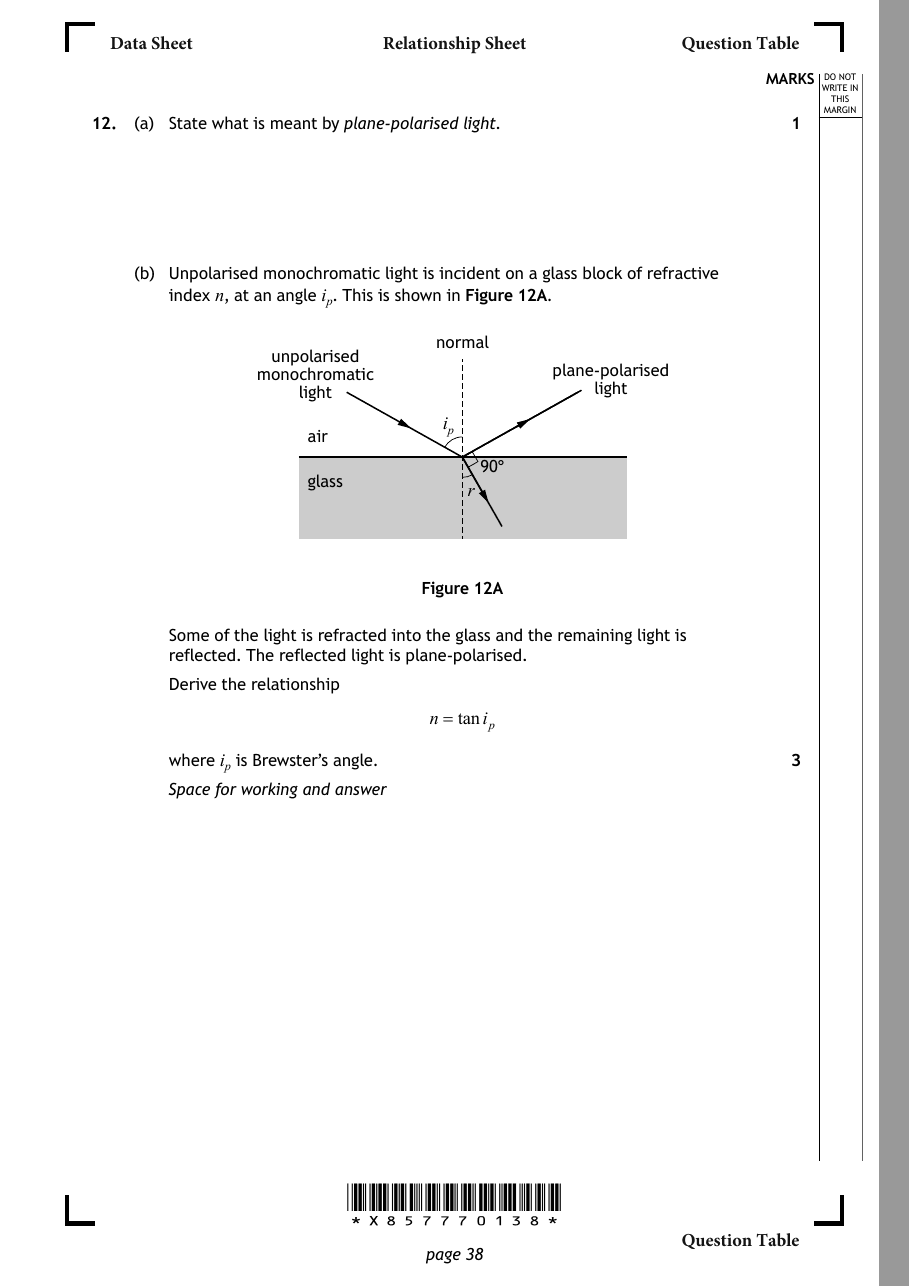 Data Sheet Relationship Sheet Question Table
MARKS
DO NOT
WRITE IN
THIS
MARGIN
12. (a) State what is meant by plane-polarised light. 1
(b) Unpolarised monochromatic light is incident on a glass block of refractive
index n, at an angle iₚ. This is shown in Figure 12A.
normal
unpolarised
monochromatic
light
plane-polarised
light
iₚ
air
90°
glass
r
Figure 12A
Some of the light is refracted into the glass and the remaining light is
reflected. The reflected light is plane-polarised.
Derive the relationship
n = tan iₚ
where iₚ is Brewster’s angle. 3
Space for working and answer
* X 8 5 7 7 7 0 1 3 8 *
page 38
Question Table